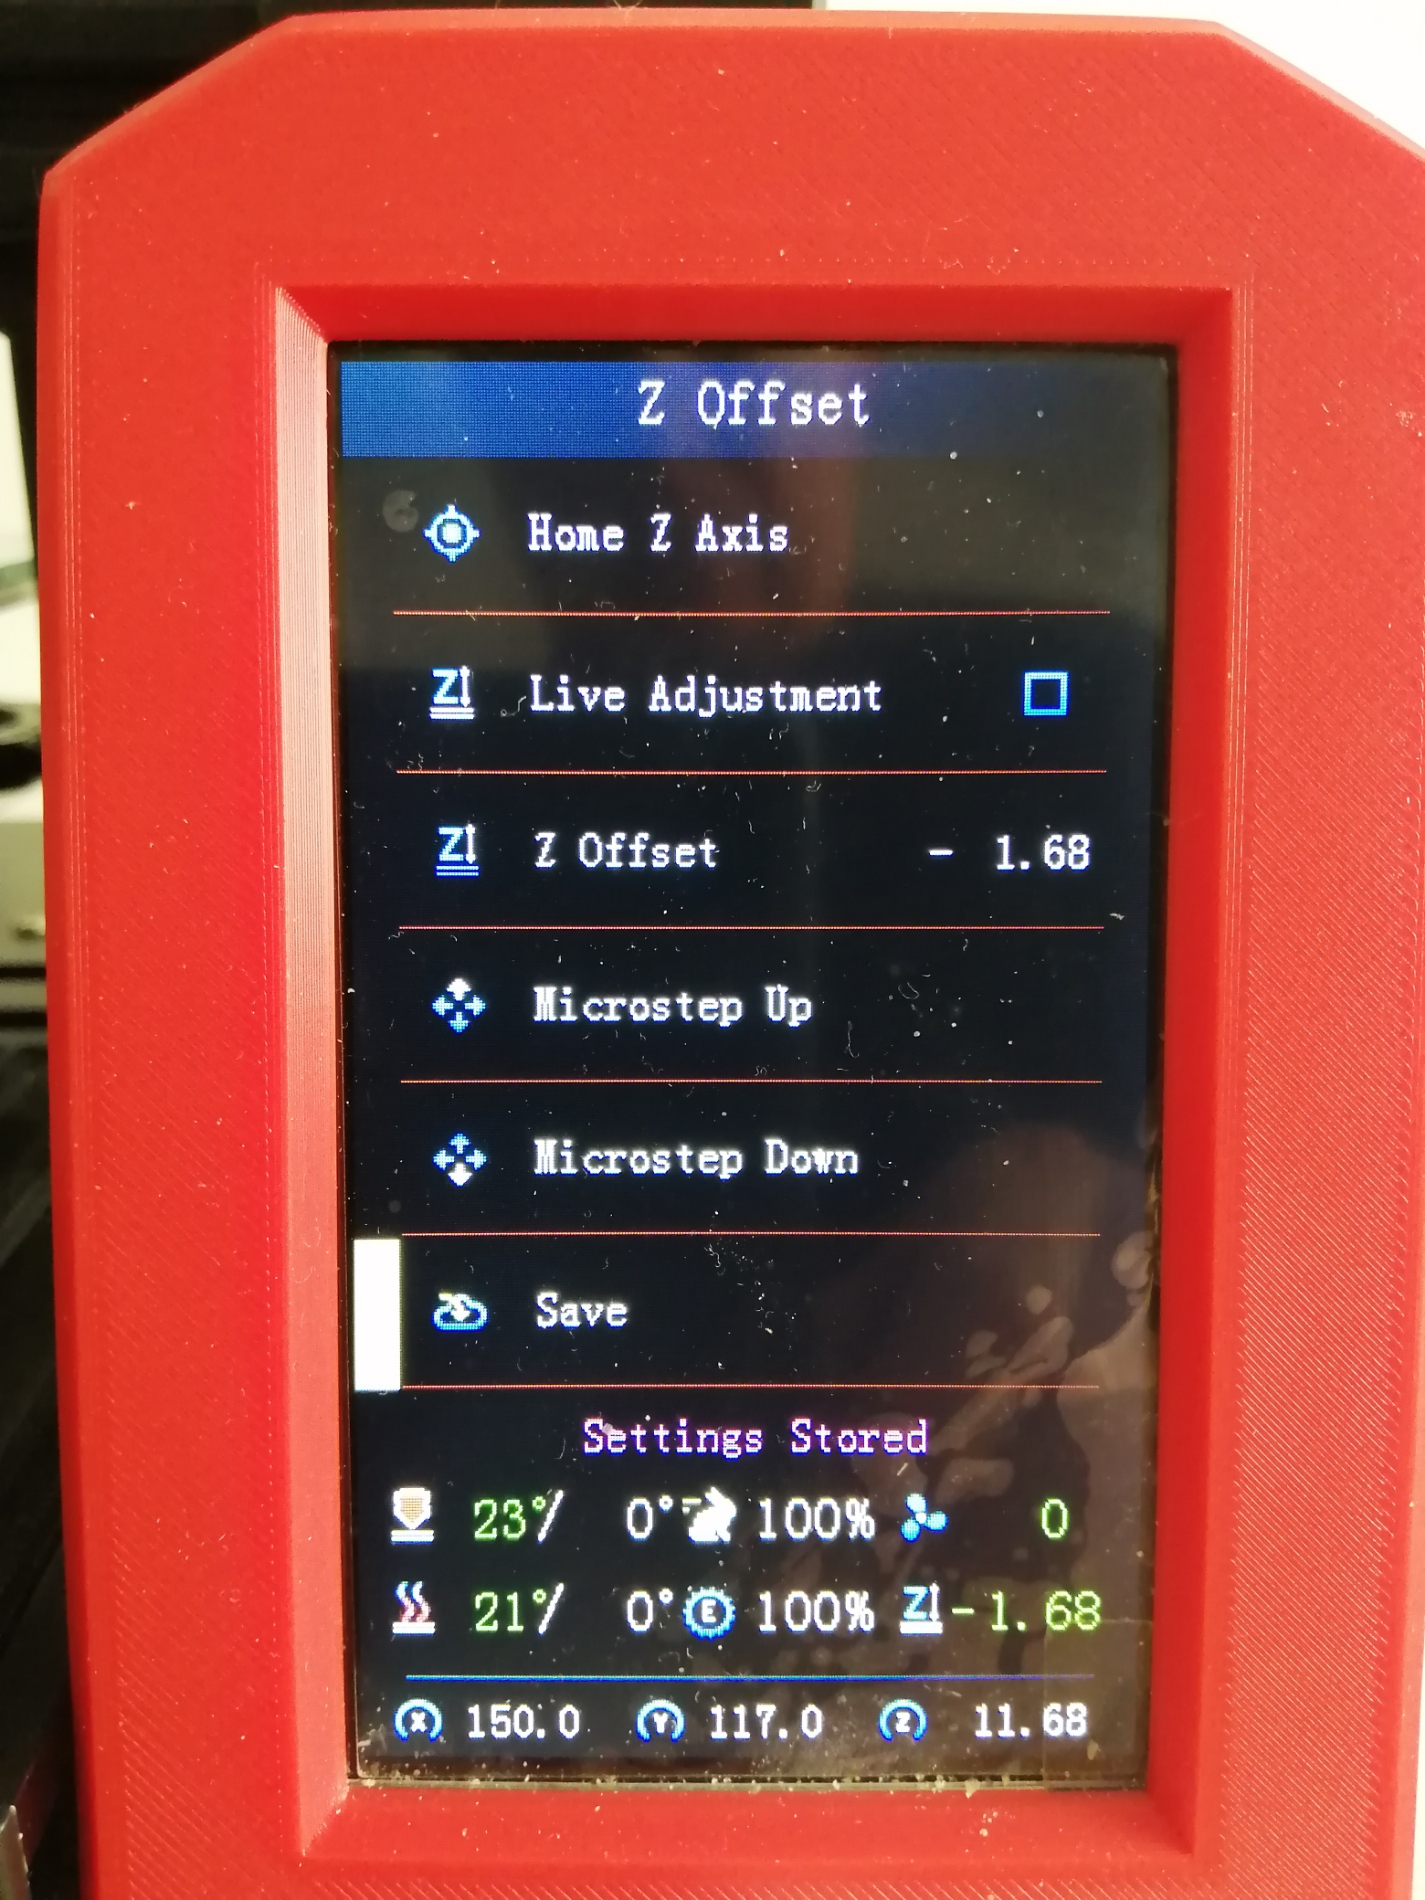 Z Offset
Home Z Axis
Live Adjustment
Z Offset - 1.68
Microstep Up
Microstep Down
Save
Settings Stored
23°/ 0° 100% 0
21°/ 0° E 100% Z -1.68
X 150.0 Y 117.0 Z 11.68